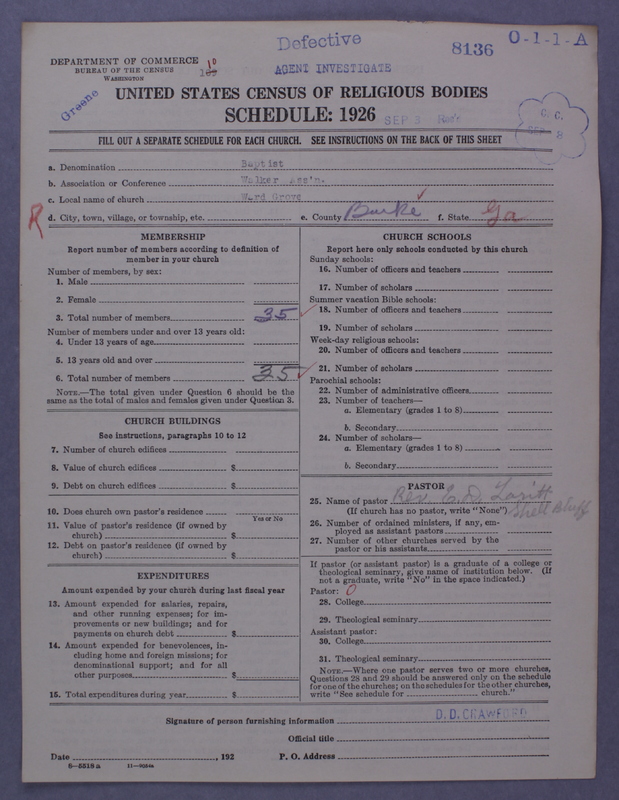 Defective
8136
0-1-1-A
DEPARTMENT OF COMMERCE
BUREAU OF THE CENSUS
WASHINGTON
10
AGENT INVESTIGATE
Greene
UNITED STATES CENSUS OF RELIGIOUS BODIES
SCHEDULE: 1926
SEP 3 Rec'd
C. C.
SEP 8
FILL OUT A SEPARATE SCHEDULE FOR EACH CHURCH. SEE INSTRUCTIONS ON THE BACK OF THIS SHEET
a. Denomination Baptist
b. Association or Conference Walker Ass'n.
c. Local name of church Ward Grove
R
d. City, town, village, or township, etc. e. County Burke f. State Ga
MEMBERSHIP
Report number of members according to definition of
member in your church
Number of members, by sex:
1. Male
2. Female
3. Total number of members 35
Number of members under and over 13 years old:
4. Under 13 years of age
5. 13 years old and over
6. Total number of members 35
NOTE.—The total given under Question 6 should be the
same as the total of males and females given under Question 3.
CHURCH BUILDINGS
See instructions, paragraphs 10 to 12
7. Number of church edifices
8. Value of church edifices $
9. Debt on church edifices $
10. Does church own pastor's residence
Yes or No
11. Value of pastor's residence (if owned by
church) $
12. Debt on pastor's residence (if owned by
church) $
EXPENDITURES
Amount expended by your church during last fiscal year
13. Amount expended for salaries, repairs,
and other running expenses; for im-
provements or new buildings; and for
payments on church debt $
14. Amount expended for benevolences, in-
cluding home and foreign missions; for
denominational support; and for all
other purposes $
15. Total expenditures during year $
CHURCH SCHOOLS
Report here only schools conducted by this church
Sunday schools:
16. Number of officers and teachers
17. Number of scholars
Summer vacation Bible schools:
18. Number of officers and teachers
19. Number of scholars
Week-day religious schools:
20. Number of officers and teachers
21. Number of scholars
Parochial schools:
22. Number of administrative officers
23. Number of teachers—
a. Elementary (grades 1 to 8)
b. Secondary
24. Number of scholars—
a. Elementary (grades 1 to 8)
b. Secondary
PASTOR
25. Name of pastor Rev. C. D.
(If church has no pastor, write "None") Shell Bluff
26. Number of ordained ministers, if any, em-
ployed as assistant pastors
27. Number of other churches served by the
pastor or his assistants
If pastor (or assistant pastor) is a graduate of a college or
theological seminary, give name of institution below. (If
not a graduate, write "No" in the space indicated.)
Pastor: 0
28. College
29. Theological seminary
Assistant pastor:
30. College
31. Theological seminary
NOTE.—Where one pastor serves two or more churches,
Questions 28 and 29 should be answered only on the schedule
for one of the churches; on the schedules for the other churches,
write "See schedule for church."
Signature of person furnishing information D. D. CRAWFORD
Official title
Date , 192 P. O. Address
8-5518a 11-9324a